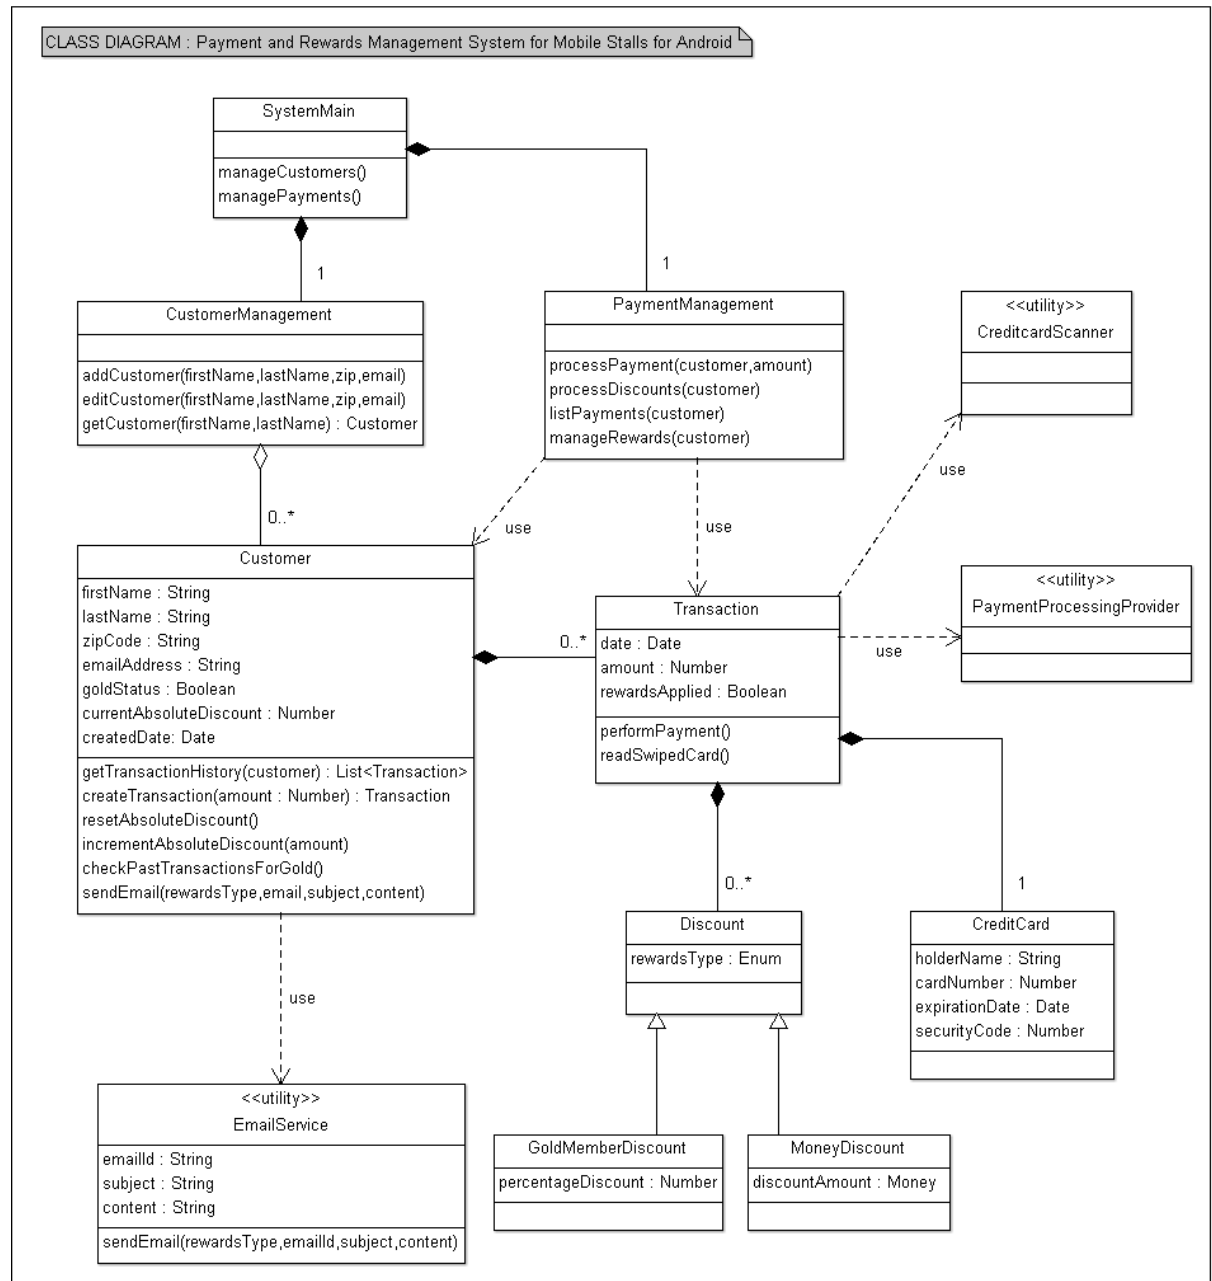 CLASS DIAGRAM : Payment and Rewards Management System for Mobile Stalls for Android
SystemMain
manageCustomers()
managePayments()
1
1
CustomerManagement
addCustomer(firstName,lastName,zip,email)
editCustomer(firstName,lastName,zip,email)
getCustomer(firstName,lastName) : Customer
PaymentManagement
processPayment(customer,amount)
processDiscounts(customer)
listPayments(customer)
manageRewards(customer)
<<utility>>
CreditcardScanner
use
0..*
use
use
Customer
firstName : String
lastName : String
zipCode : String
emailAddress : String
goldStatus : Boolean
currentAbsoluteDiscount : Number
createdDate: Date
getTransactionHistory(customer) : List<Transaction>
createTransaction(amount : Number) : Transaction
resetAbsoluteDiscount()
incrementAbsoluteDiscount(amount)
checkPastTransactionsForGold()
sendEmail(rewardsType,email,subject,content)
0..*
Transaction
date : Date
amount : Number
rewardsApplied : Boolean
performPayment()
readSwipedCard()
use
<<utility>>
PaymentProcessingProvider
0..*
1
Discount
rewardsType : Enum
CreditCard
holderName : String
cardNumber : Number
expirationDate : Date
securityCode : Number
use
<<utility>>
EmailService
emailId : String
subject : String
content : String
sendEmail(rewardsType,emailId,subject,content)
GoldMemberDiscount
percentageDiscount : Number
MoneyDiscount
discountAmount : Money